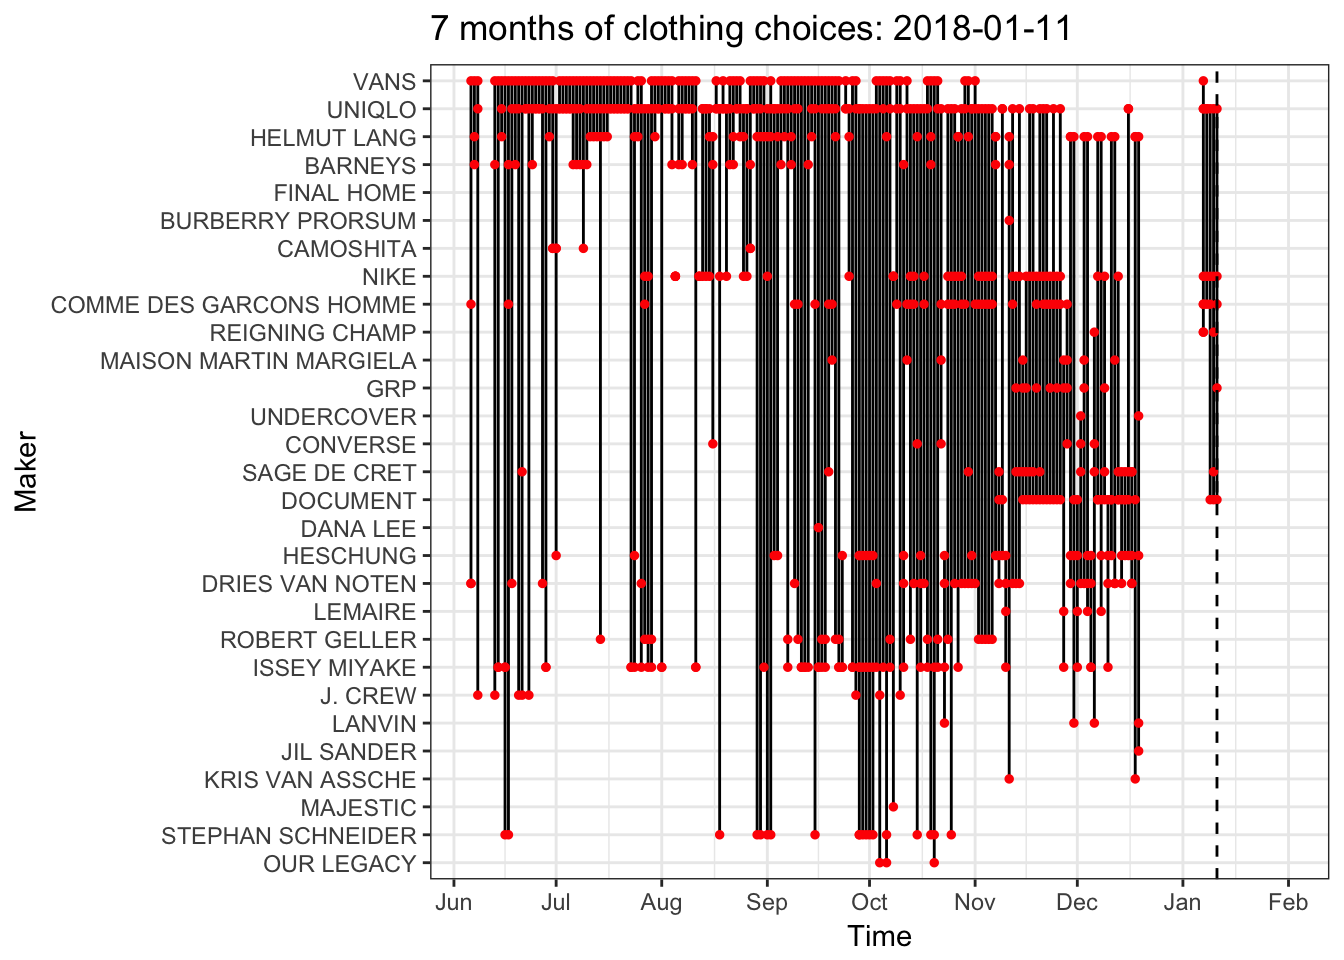 7 months of clothing choices: 2018-01-11
VANS
UNIQLO
HELMUT LANG
BARNEYS
FINAL HOME
BURBERRY PRORSUM
CAMOSHITA
NIKE
COMME DES GARCONS HOMME
REIGNING CHAMP
MAISON MARTIN MARGIELA
GRP
UNDERCOVER
CONVERSE
SAGE DE CRET
DOCUMENT
DANA LEE
HESCHUNG
DRIES VAN NOTEN
LEMAIRE
ROBERT GELLER
ISSEY MIYAKE
J. CREW
LANVIN
JIL SANDER
KRIS VAN ASSCHE
MAJESTIC
STEPHAN SCHNEIDER
OUR LEGACY
Maker
Jun Jul Aug Sep Oct Nov Dec Jan Feb
Time